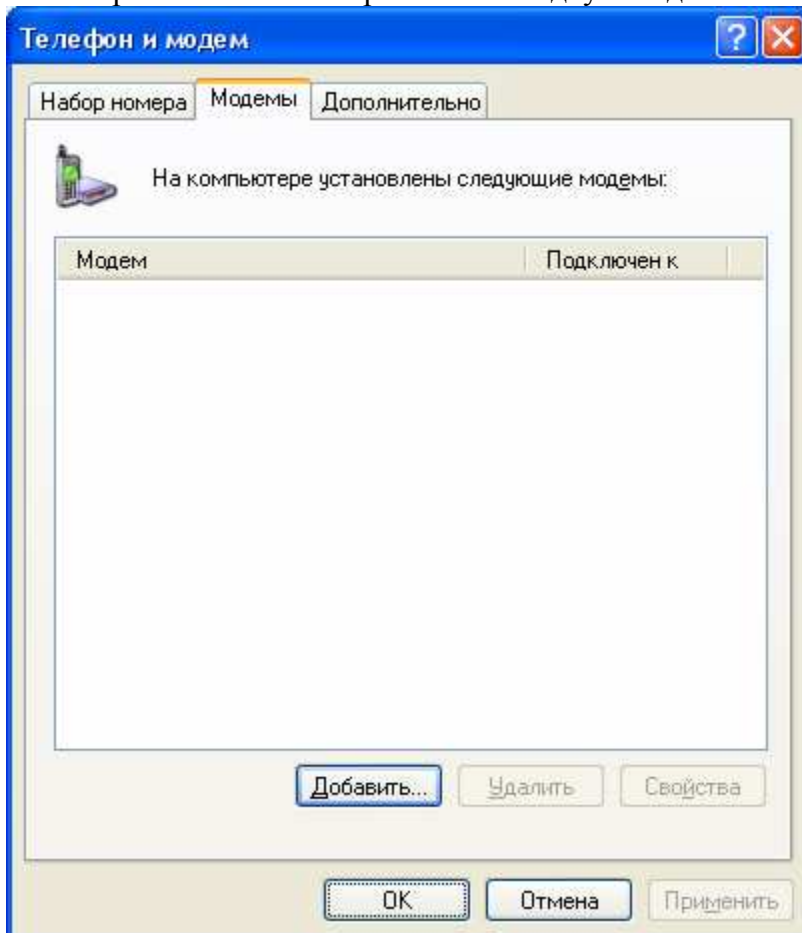 Телефон и модем
Набор номера Модемы Дополнительно
На компьютере установлены следующие модемы:
Модем Подключен к
Добавить... Удалить Свойства
OK Отмена Применить